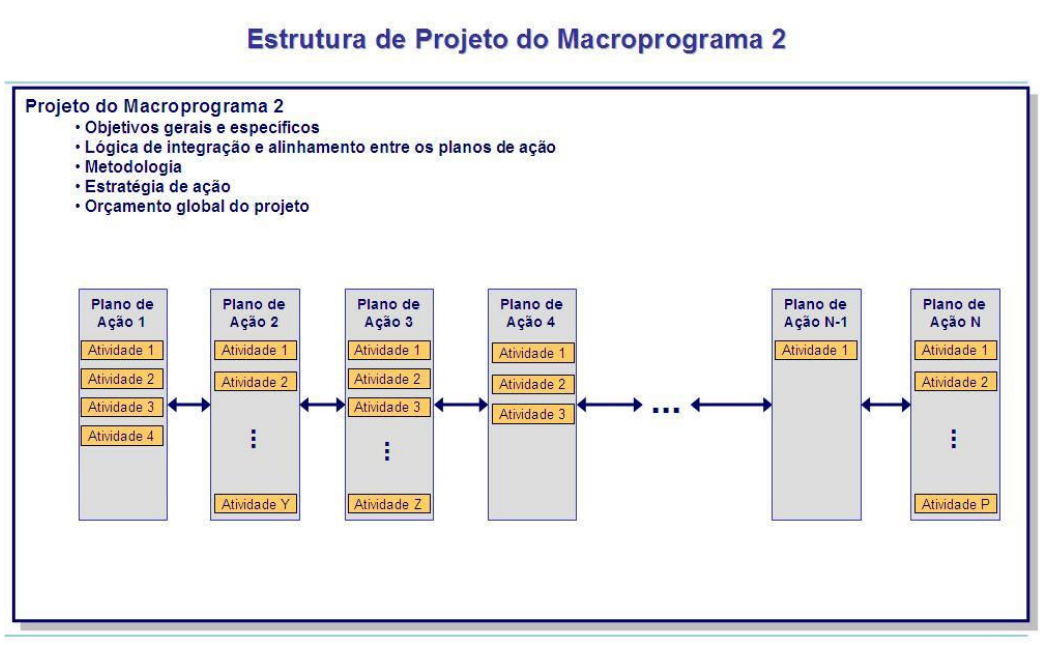 Estrutura de Projeto do Macroprograma 2
Projeto do Macroprograma 2
• Objetivos gerais e específicos
• Lógica de integração e alinhamento entre os planos de ação
• Metodologia
• Estratégia de ação
• Orçamento global do projeto
Plano de
Ação 1
Atividade 1
Atividade 2
Atividade 3
Atividade 4
Plano de
Ação 2
Atividade 1
Atividade 2
⋮
Atividade Y
Plano de
Ação 3
Atividade 1
Atividade 2
Atividade 3
⋮
Atividade Z
Plano de
Ação 4
Atividade 1
Atividade 2
Atividade 3
...
Plano de
Ação N-1
Atividade 1
Plano de
Ação N
Atividade 1
Atividade 2
⋮
Atividade P